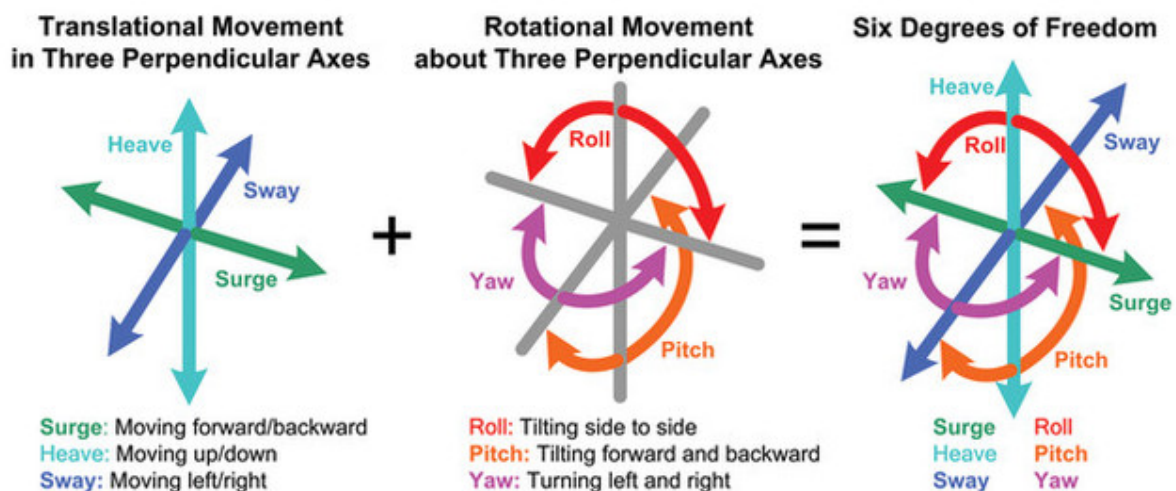 Translational Movement
in Three Perpendicular Axes
Heave
Sway
Surge
Surge: Moving forward/backward
Heave: Moving up/down
Sway: Moving left/right
+
Rotational Movement
about Three Perpendicular Axes
Roll
Yaw
Pitch
Roll: Tilting side to side
Pitch: Tilting forward and backward
Yaw: Turning left and right
=
Six Degrees of Freedom
Heave
Sway
Roll
Yaw
Surge
Pitch
Surge Roll
Heave Pitch
Sway Yaw